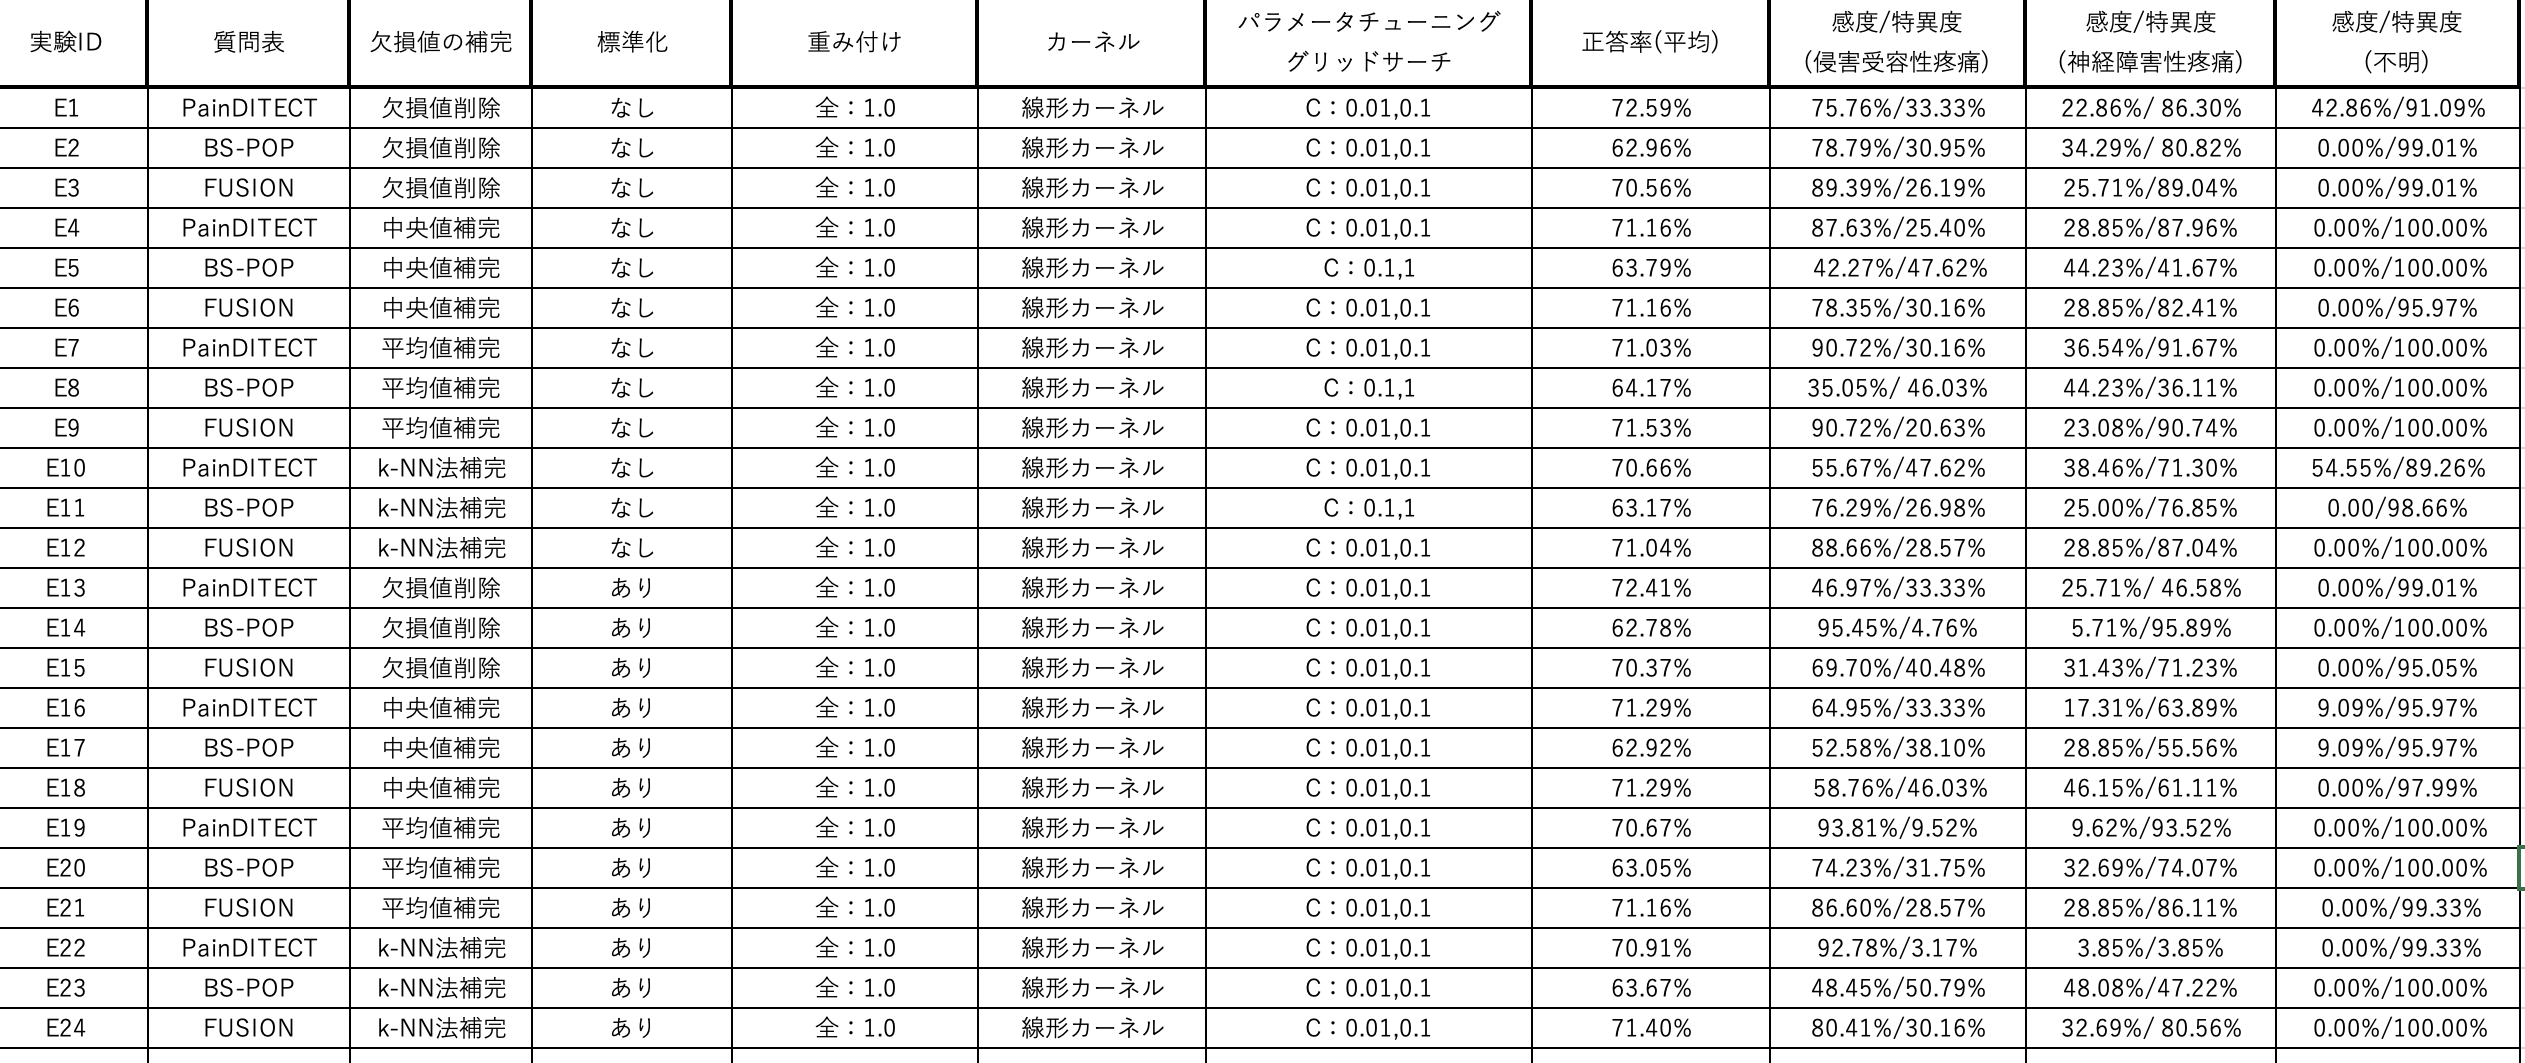 実験ID 質問表 欠損値の補完 標準化 重み付け カーネル パラメータチューニング グリッドサーチ 正答率(平均) 感度/特異度 (侵害受容性疼痛) 感度/特異度 (神経障害性疼痛) 感度/特異度 (不明)
E1 PainDITECT 欠損値削除 なし 全：1.0 線形カーネル C：0.01,0.1 72.59% 75.76%/33.33% 22.86%/ 86.30% 42.86%/91.09%
E2 BS-POP 欠損値削除 なし 全：1.0 線形カーネル C：0.01,0.1 62.96% 78.79%/30.95% 34.29%/ 80.82% 0.00%/99.01%
E3 FUSION 欠損値削除 なし 全：1.0 線形カーネル C：0.01,0.1 70.56% 89.39%/26.19% 25.71%/89.04% 0.00%/99.01%
E4 PainDITECT 中央値補完 なし 全：1.0 線形カーネル C：0.01,0.1 71.16% 87.63%/25.40% 28.85%/87.96% 0.00%/100.00%
E5 BS-POP 中央値補完 なし 全：1.0 線形カーネル C：0.1,1 63.79% 42.27%/47.62% 44.23%/41.67% 0.00%/100.00%
E6 FUSION 中央値補完 なし 全：1.0 線形カーネル C：0.01,0.1 71.16% 78.35%/30.16% 28.85%/82.41% 0.00%/95.97%
E7 PainDITECT 平均値補完 なし 全：1.0 線形カーネル C：0.01,0.1 71.03% 90.72%/30.16% 36.54%/91.67% 0.00%/100.00%
E8 BS-POP 平均値補完 なし 全：1.0 線形カーネル C：0.1,1 64.17% 35.05%/ 46.03% 44.23%/36.11% 0.00%/100.00%
E9 FUSION 平均値補完 なし 全：1.0 線形カーネル C：0.01,0.1 71.53% 90.72%/20.63% 23.08%/90.74% 0.00%/100.00%
E10 PainDITECT k-NN法補完 なし 全：1.0 線形カーネル C：0.01,0.1 70.66% 55.67%/47.62% 38.46%/71.30% 54.55%/89.26%
E11 BS-POP k-NN法補完 なし 全：1.0 線形カーネル C：0.1,1 63.17% 76.29%/26.98% 25.00%/76.85% 0.00/98.66%
E12 FUSION k-NN法補完 なし 全：1.0 線形カーネル C：0.01,0.1 71.04% 88.66%/28.57% 28.85%/87.04% 0.00%/100.00%
E13 PainDITECT 欠損値削除 あり 全：1.0 線形カーネル C：0.01,0.1 72.41% 46.97%/33.33% 25.71%/ 46.58% 0.00%/99.01%
E14 BS-POP 欠損値削除 あり 全：1.0 線形カーネル C：0.01,0.1 62.78% 95.45%/4.76% 5.71%/95.89% 0.00%/100.00%
E15 FUSION 欠損値削除 あり 全：1.0 線形カーネル C：0.01,0.1 70.37% 69.70%/40.48% 31.43%/71.23% 0.00%/95.05%
E16 PainDITECT 中央値補完 あり 全：1.0 線形カーネル C：0.01,0.1 71.29% 64.95%/33.33% 17.31%/63.89% 9.09%/95.97%
E17 BS-POP 中央値補完 あり 全：1.0 線形カーネル C：0.01,0.1 62.92% 52.58%/38.10% 28.85%/55.56% 9.09%/95.97%
E18 FUSION 中央値補完 あり 全：1.0 線形カーネル C：0.01,0.1 71.29% 58.76%/46.03% 46.15%/61.11% 0.00%/97.99%
E19 PainDITECT 平均値補完 あり 全：1.0 線形カーネル C：0.01,0.1 70.67% 93.81%/9.52% 9.62%/93.52% 0.00%/100.00%
E20 BS-POP 平均値補完 あり 全：1.0 線形カーネル C：0.01,0.1 63.05% 74.23%/31.75% 32.69%/74.07% 0.00%/100.00%
E21 FUSION 平均値補完 あり 全：1.0 線形カーネル C：0.01,0.1 71.16% 86.60%/28.57% 28.85%/86.11% 0.00%/99.33%
E22 PainDITECT k-NN法補完 あり 全：1.0 線形カーネル C：0.01,0.1 70.91% 92.78%/3.17% 3.85%/3.85% 0.00%/99.33%
E23 BS-POP k-NN法補完 あり 全：1.0 線形カーネル C：0.01,0.1 63.67% 48.45%/50.79% 48.08%/47.22% 0.00%/100.00%
E24 FUSION k-NN法補完 あり 全：1.0 線形カーネル C：0.01,0.1 71.40% 80.41%/30.16% 32.69%/ 80.56% 0.00%/100.00%